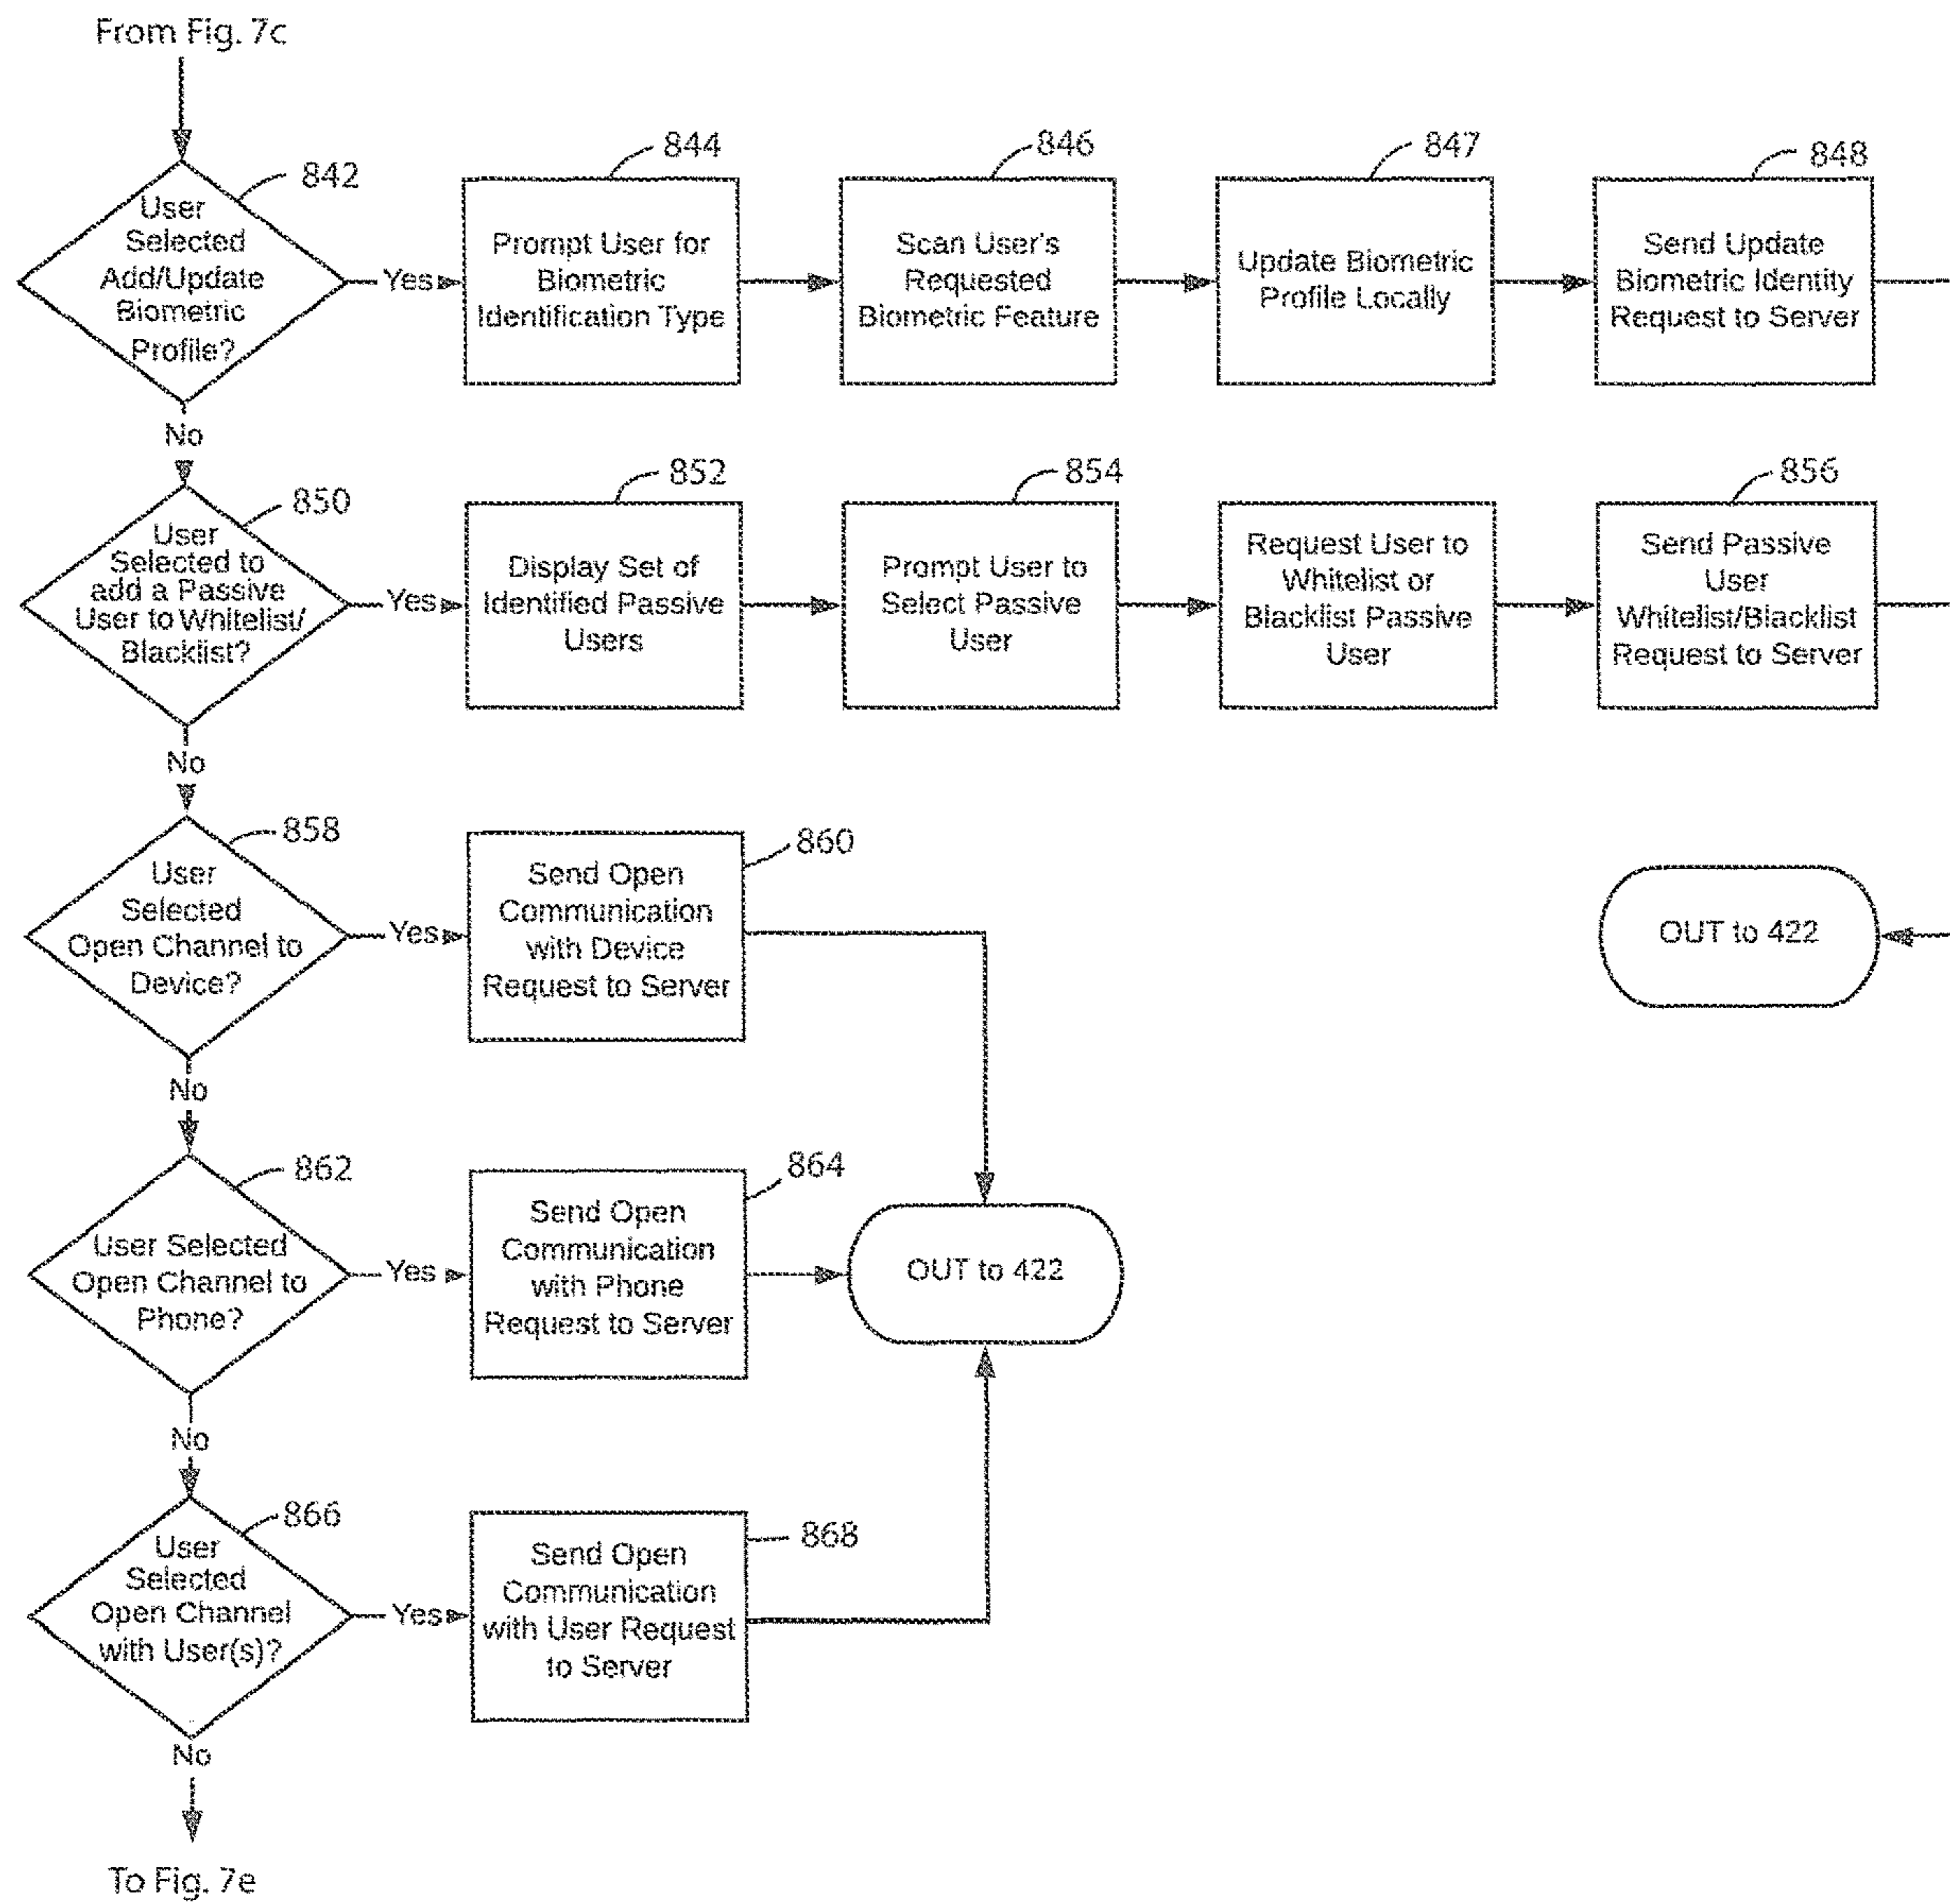 From Fig. 7c
842
User
Selected
Add/Update
Biometric
Profile?
Yes
844
Prompt User for
Biometric
Identification Type
846
Scan User's
Requested
Biometric Feature
847
Update Biometric
Profile Locally
848
Send Update
Biometric Identity
Request to Server
No
850
User
Selected to
add a Passive
User to Whitelist/
Blacklist?
Yes
852
Display Set of
Identified Passive
Users
854
Prompt User to
Select Passive
User
Request User to
Whitelist or
Blacklist Passive
User
856
Send Passive
User
Whitelist/Blacklist
Request to Server
No
858
User
Selected
Open Channel to
Device?
Yes
860
Send Open
Communication
with Device
Request to Server
OUT to 422
No
862
User Selected
Open Channel to
Phone?
Yes
864
Send Open
Communication
with Phone
Request to Server
OUT to 422
No
866
User
Selected
Open Channel
with User(s)?
Yes
868
Send Open
Communication
with User Request
to Server
No
To Fig. 7e